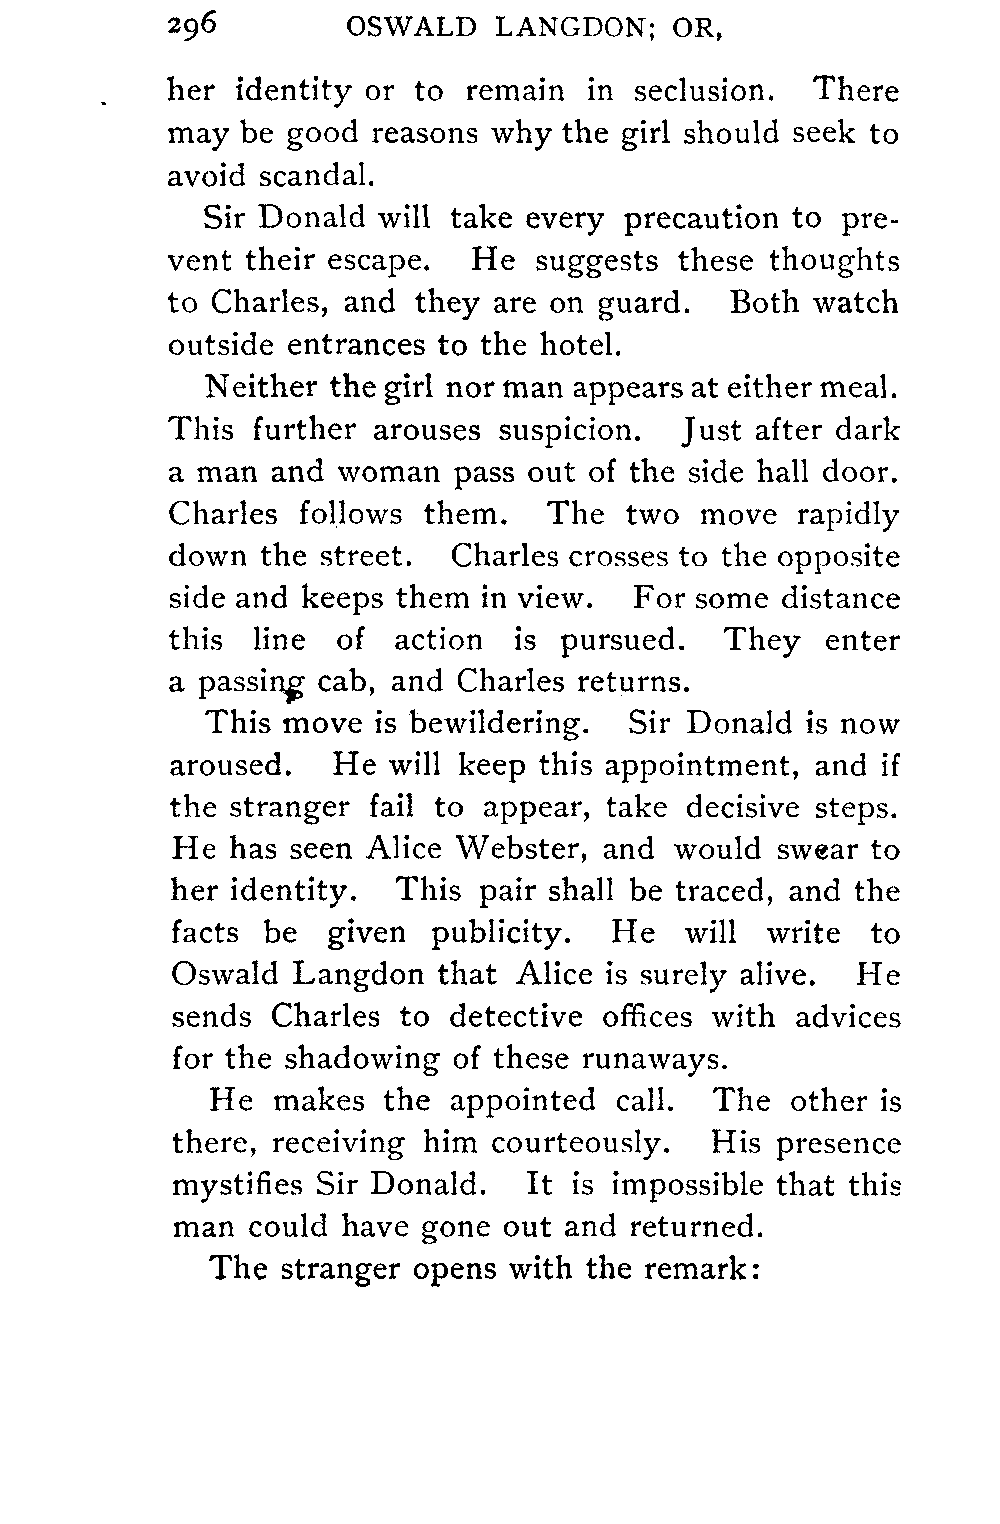 296 OSWALD LANGDON; OR,
her identity or to remain in seclusion. There
may be good reasons why the girl should seek to
avoid scandal.
Sir Donald will take every precaution to pre-
vent their escape. He suggests these thoughts
to Charles, and they are on guard. Both watch
outside entrances to the hotel.
Neither the girl nor man appears at either meal.
This further arouses suspicion. Just after dark
a man and woman pass out of the side hall door.
Charles follows them. The two move rapidly
down the street. Charles crosses to the opposite
side and keeps them in view. For some distance
this line of action is pursued. They enter
a passing cab, and Charles returns.
This move is bewildering. Sir Donald is now
aroused. He will keep this appointment, and if
the stranger fail to appear, take decisive steps.
He has seen Alice Webster, and would swear to
her identity. This pair shall be traced, and the
facts be given publicity. He will write to
Oswald Langdon that Alice is surely alive. He
sends Charles to detective offices with advices
for the shadowing of these runaways.
He makes the appointed call. The other is
there, receiving him courteously. His presence
mystifies Sir Donald. It is impossible that this
man could have gone out and returned.
The stranger opens with the remark: